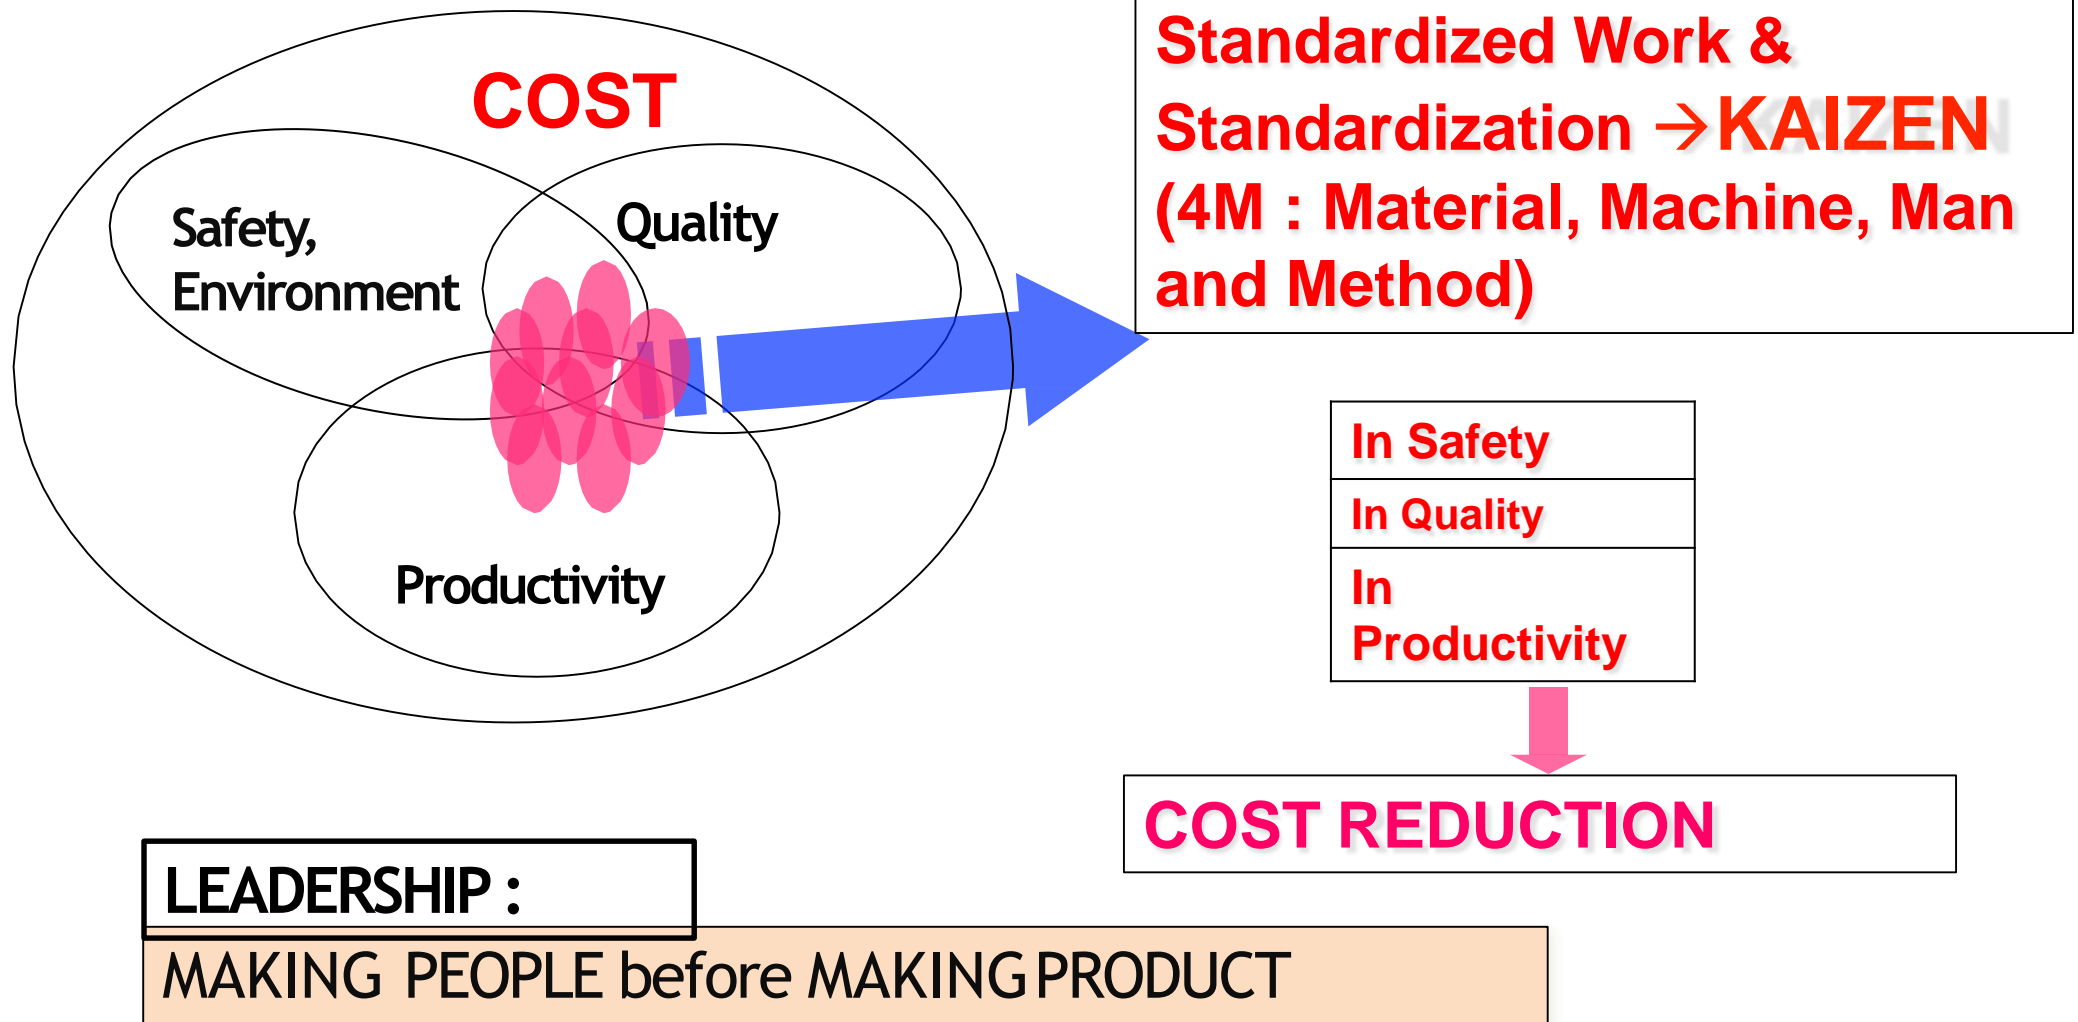 COST
Safety,
Environment
Quality
Productivity
Standardized Work &
Standardization →KAIZEN
(4M : Material, Machine, Man
and Method)
In Safety
In Quality
In
Productivity
COST REDUCTION
LEADERSHIP :
MAKING PEOPLE before MAKING PRODUCT